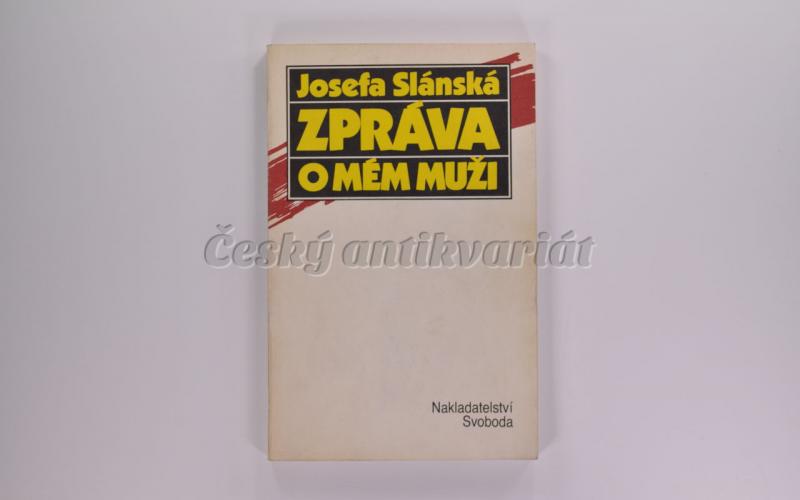 Josefa Slánská
ZPRÁVA
O MÉM MUŽI
Český antikvariát
Nakladatelství
Svoboda